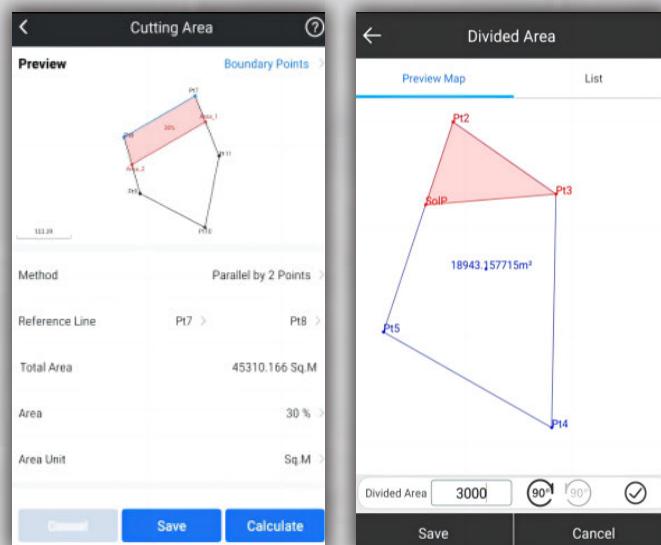 Cutting Area
Preview
Boundary Points
Pt7
Pt8
30%
Area_1
Area_2
Pt11
Pt9
Pt10
Method
Parallel by 2 Points
Reference Line
Pt7
Pt8
Total Area
45310.166 Sq.M
Area
30 %
Area Unit
Sq.M
Save
Calculate
Divided Area
Preview Map
List
Pt2
SolP
Pt3
18943.157715m²
Pt5
Pt4
Divided Area
3000
90°
90°
Save
Cancel